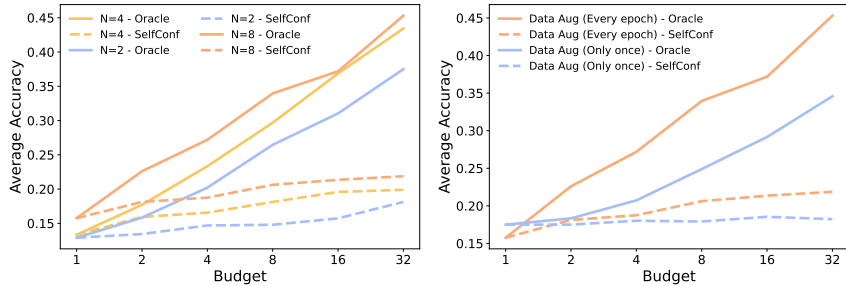 0.45
0.40
0.35
0.30
0.25
0.20
0.15
Average Accuracy
N=4 - Oracle
N=4 - SelfConf
N=2 - Oracle
N=2 - SelfConf
N=8 - Oracle
N=8 - SelfConf
1 2 4 8 16 32
Budget
0.45
0.40
0.35
0.30
0.25
0.20
0.15
Average Accuracy
Data Aug (Every epoch) - Oracle
Data Aug (Every epoch) - SelfConf
Data Aug (Only once) - Oracle
Data Aug (Only once) - SelfConf
1 2 4 8 16 32
Budget